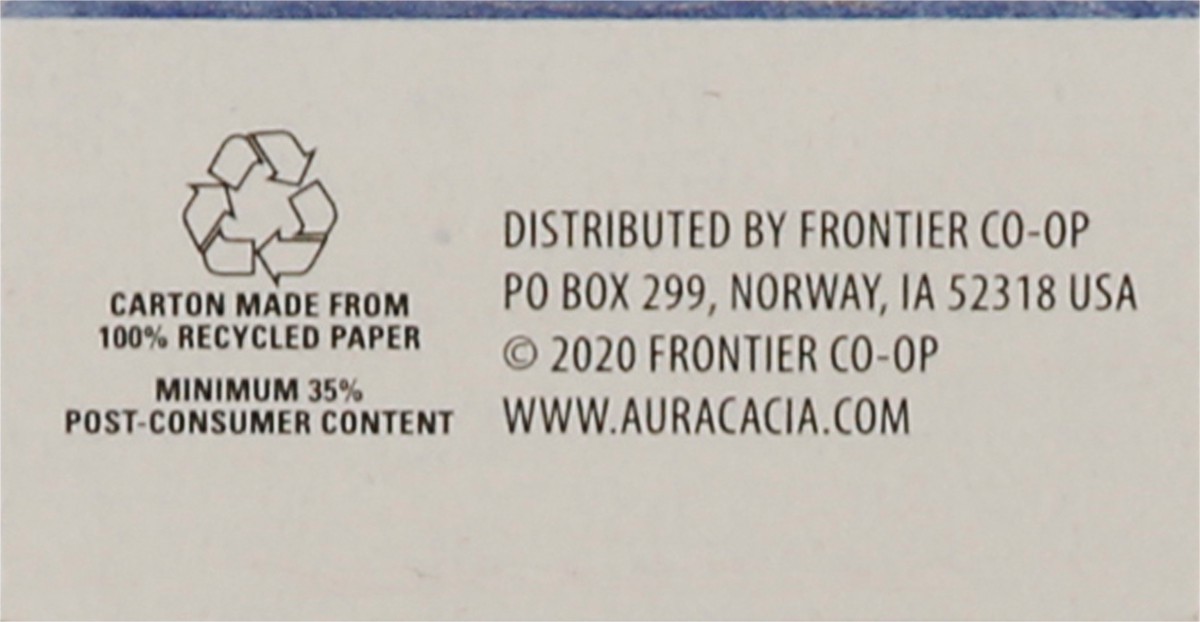 CARTON MADE FROM
100% RECYCLED PAPER
MINIMUM 35%
POST-CONSUMER CONTENT
DISTRIBUTED BY FRONTIER CO-OP
PO BOX 299, NORWAY, IA 52318 USA
© 2020 FRONTIER CO-OP
WWW.AURACACIA.COM